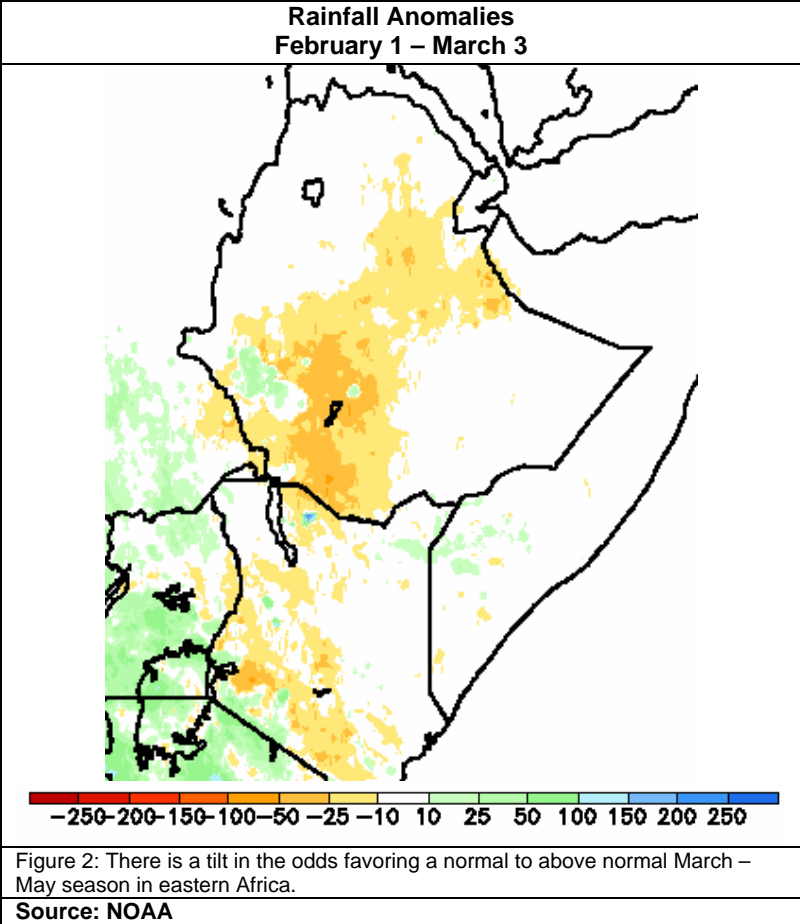 Rainfall Anomalies
February 1 – March 3
−250−200−150−100−50 −25 −10 10 25 50 100 150 200 250
Figure 2: There is a tilt in the odds favoring a normal to above normal March –
May season in eastern Africa.
Source: NOAA